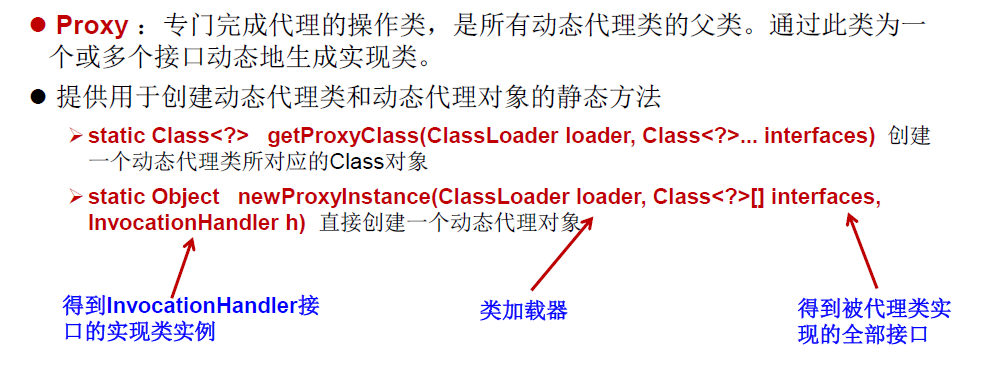 ● Proxy ：专门完成代理的操作类，是所有动态代理类的父类。通过此类为一
个或多个接口动态地生成实现类。
● 提供用于创建动态代理类和动态代理对象的静态方法
➢ static Class<?> getProxyClass(ClassLoader loader, Class<?>... interfaces) 创建
一个动态代理类所对应的Class对象
➢ static Object newProxyInstance(ClassLoader loader, Class<?>[] interfaces,
InvocationHandler h) 直接创建一个动态代理对象
得到InvocationHandler接
口的实现类实例
类加载器
得到被代理类实
现的全部接口